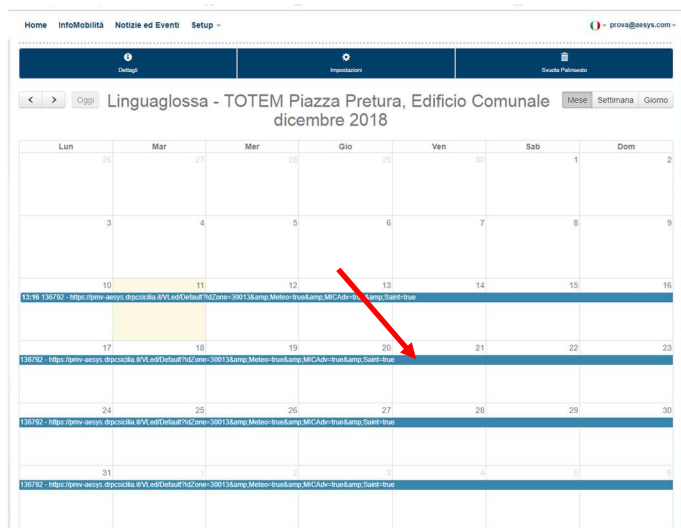 Home InfoMobilità Notizie ed Eventi Setup prova@aesys.com
Dettagli Impostazioni Svuota Palinsesto
Oggi Linguaglossa - TOTEM Piazza Pretura, Edificio Comunale Mese Settimana Giorno
dicembre 2018
Lun Mar Mer Gio Ven Sab Dom
26 27 28 29 30 1 2
3 4 5 6 7 8 9
10 11 12 13 14 15 16
13:16 136792 - https://pmv-aesys.drpcsicilia.it/VLed/Default?IdZone=30013&amp;Meteo=true&amp;MICAdv=true&amp;Saint=true
17 18 19 20 21 22 23
136792 - https://pmv-aesys.drpcsicilia.it/VLed/Default?IdZone=30013&amp;Meteo=true&amp;MICAdv=true&amp;Saint=true
24 25 26 27 28 29 30
136792 - https://pmv-aesys.drpcsicilia.it/VLed/Default?IdZone=30013&amp;Meteo=true&amp;MICAdv=true&amp;Saint=true
31 1 2 3 4 5 6
136792 - https://pmv-aesys.drpcsicilia.it/VLed/Default?IdZone=30013&amp;Meteo=true&amp;MICAdv=true&amp;Saint=true